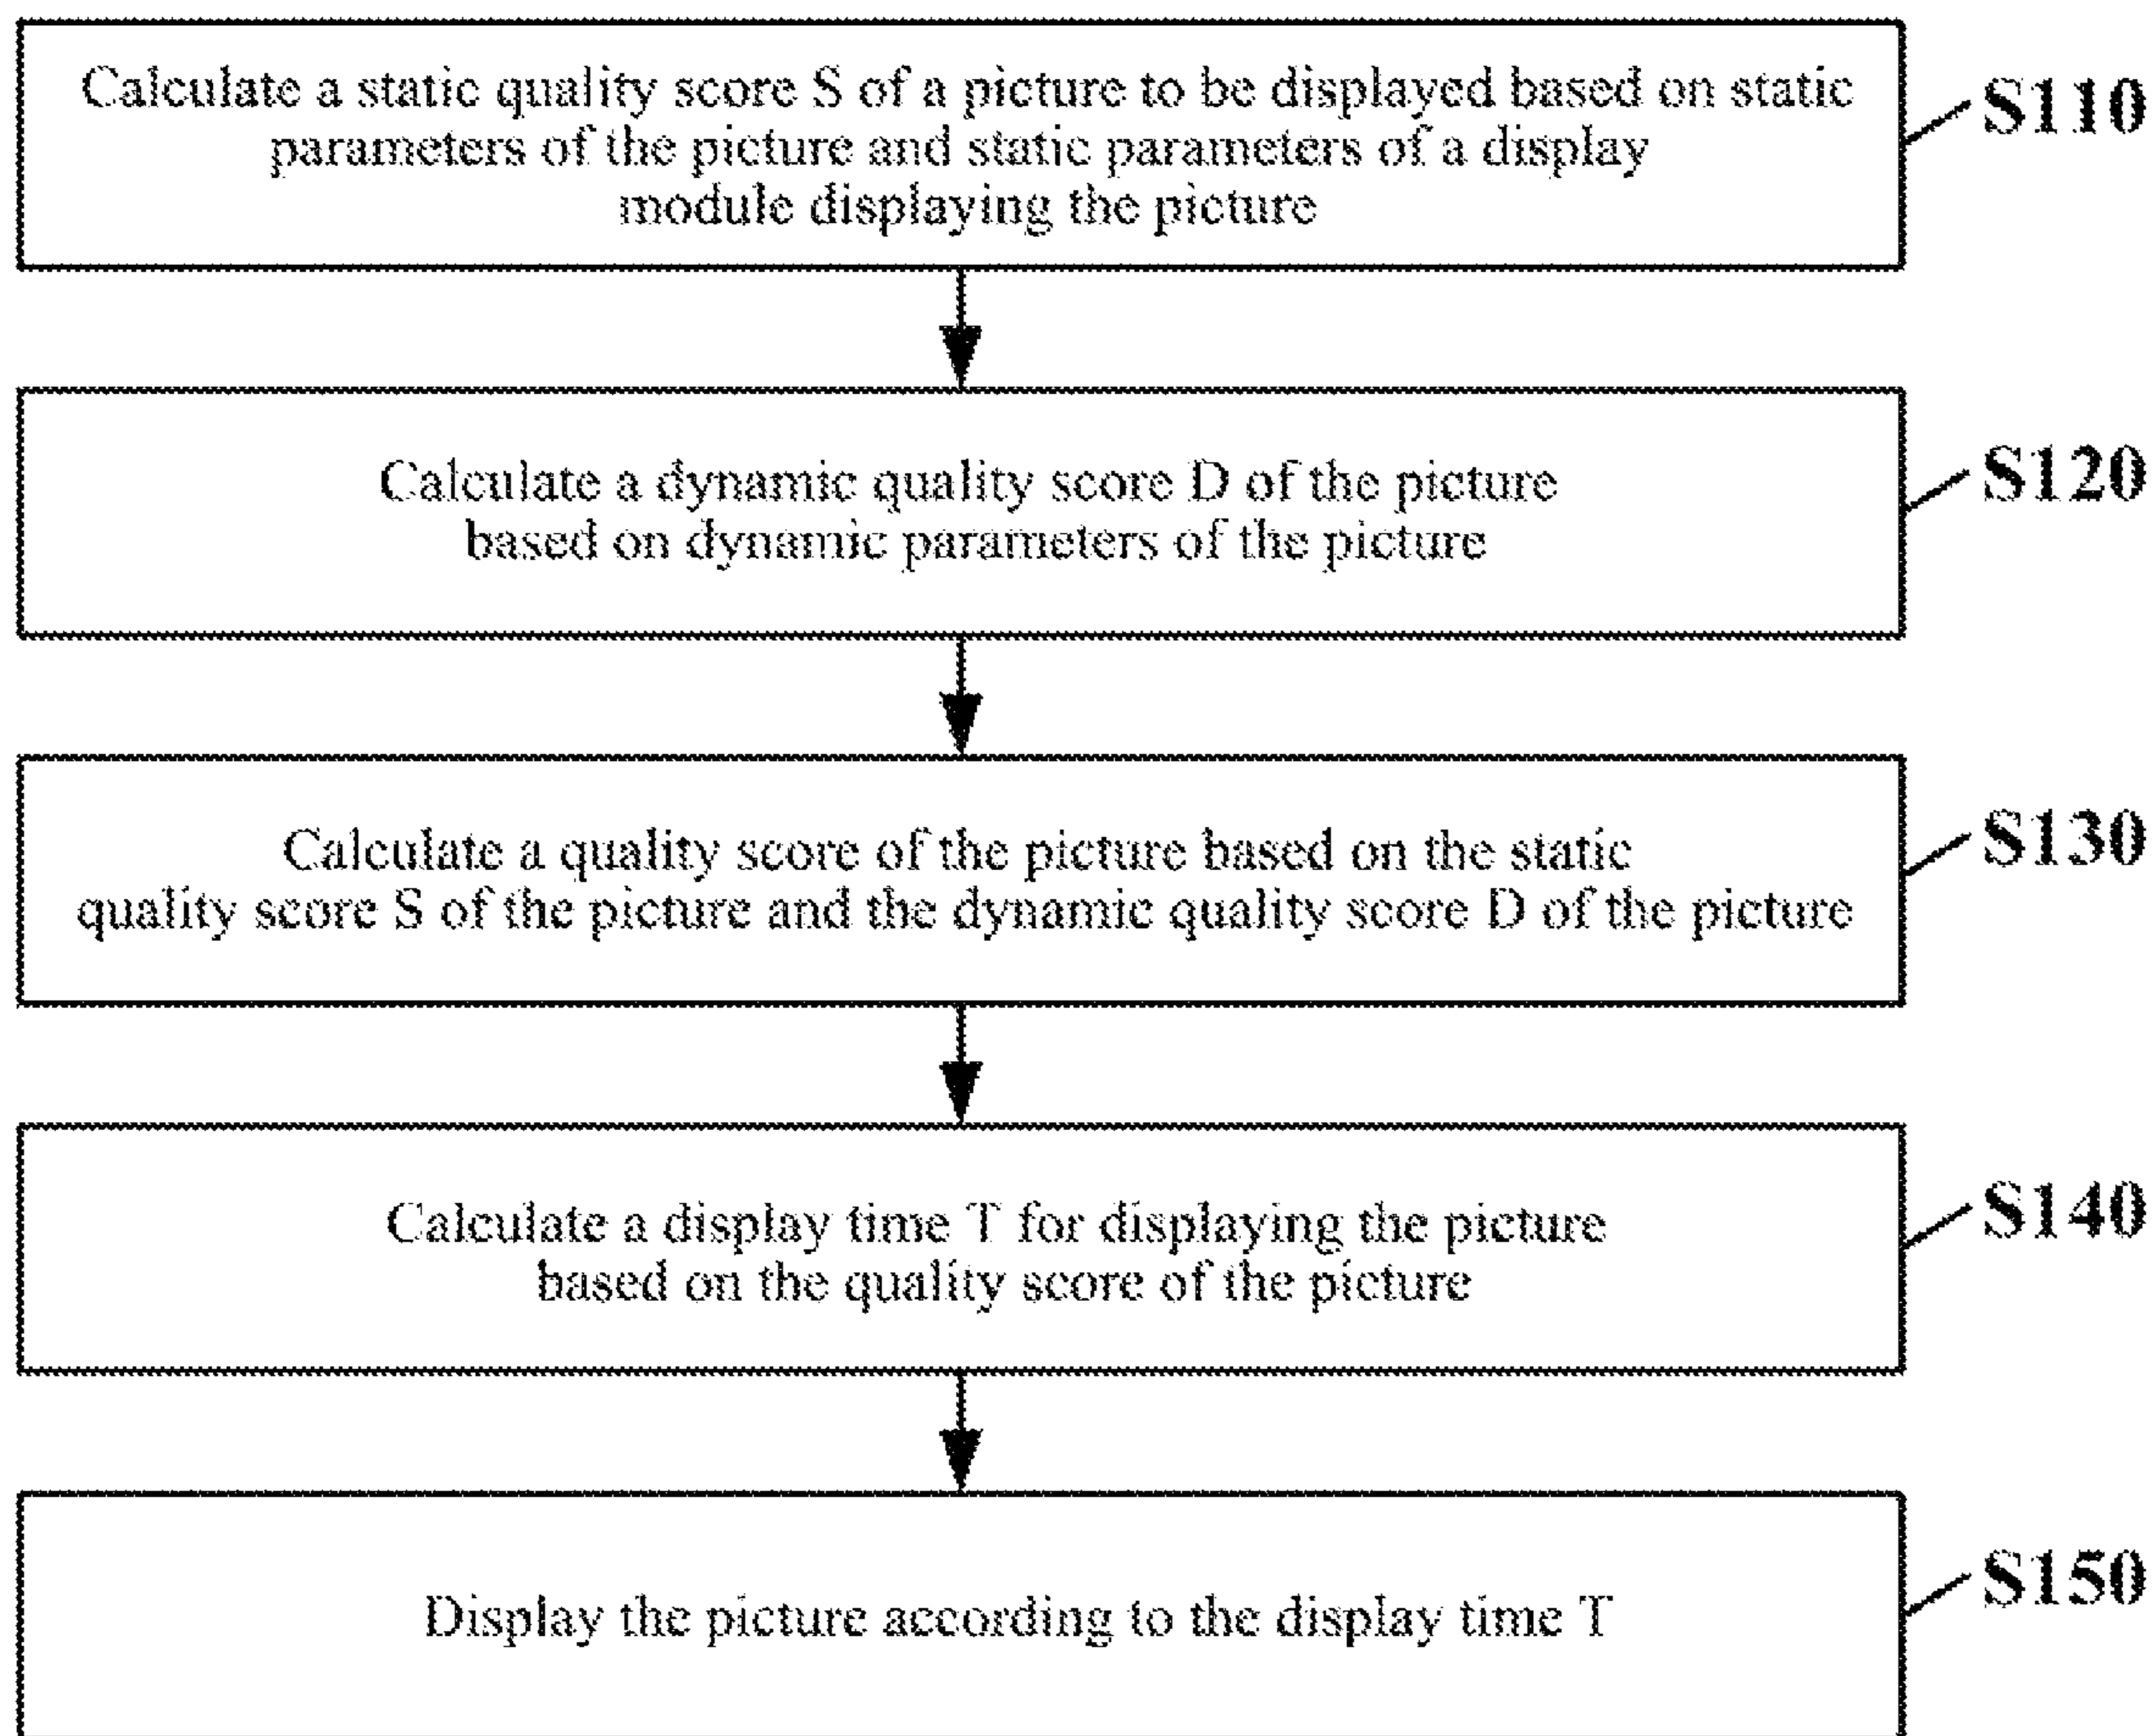 Calculate a static quality score S of a picture to be displayed based on static
parameters of the picture and static parameters of a display
module displaying the picture
S110
Calculate a dynamic quality score D of the picture
based on dynamic parameters of the picture
S120
Calculate a quality score of the picture based on the static
quality score S of the picture and the dynamic quality score D of the picture
S130
Calculate a display time T for displaying the picture
based on the quality score of the picture
S140
Display the picture according to the display time T
S150